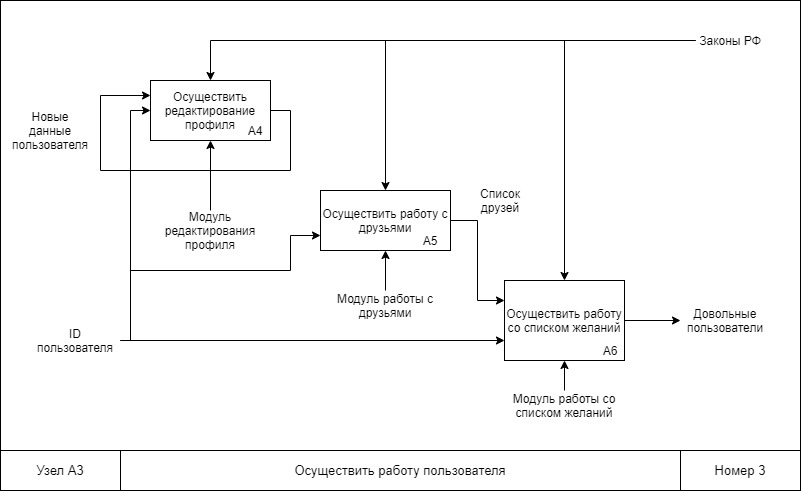 Законы РФ
Осуществить
редактирование
профиля
A4
Новые
данные
пользователя
Модуль
редактирования
профиля
Осуществить работу с
друзьями
A5
Список
друзей
Модуль работы с
друзьями
ID
пользователя
Осуществить работу
со списком желаний
A6
Довольные
пользователи
Модуль работы со
списком желаний
Узел А3
Осуществить работу пользователя
Номер 3